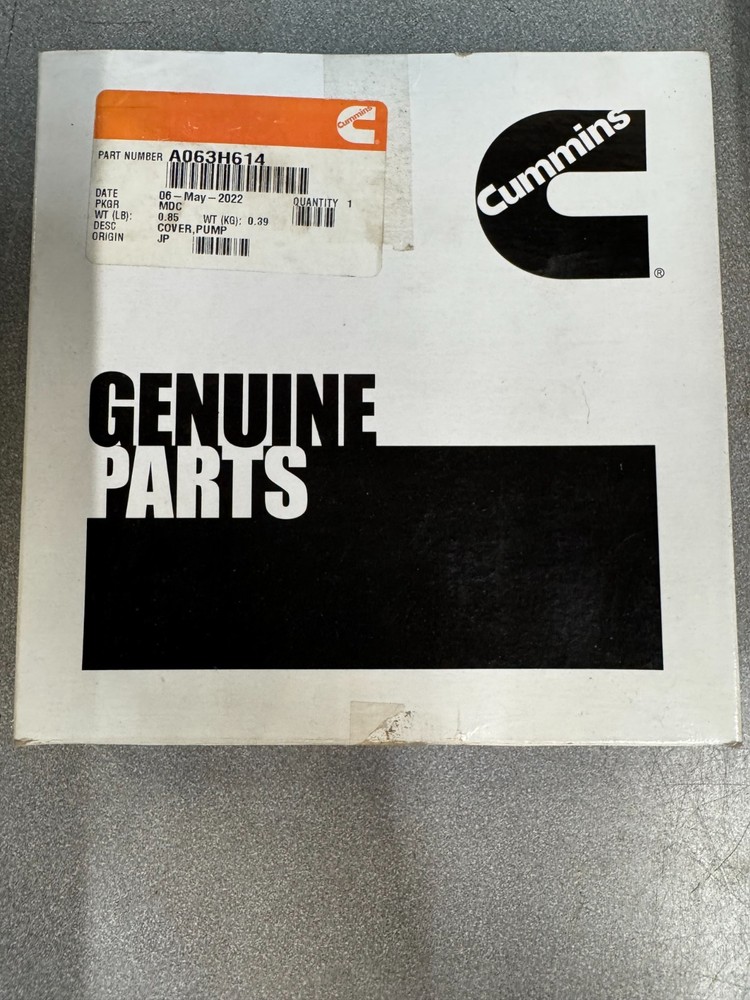 Cummins
PART NUMBER A063H614
DATE 06-May-2022 QUANTITY 1
PKGR MDC
WT (LB): 0.85 WT (KG): 0.39
DESC COVER,PUMP
ORIGIN JP
Cummins
®
GENUINE
PARTS